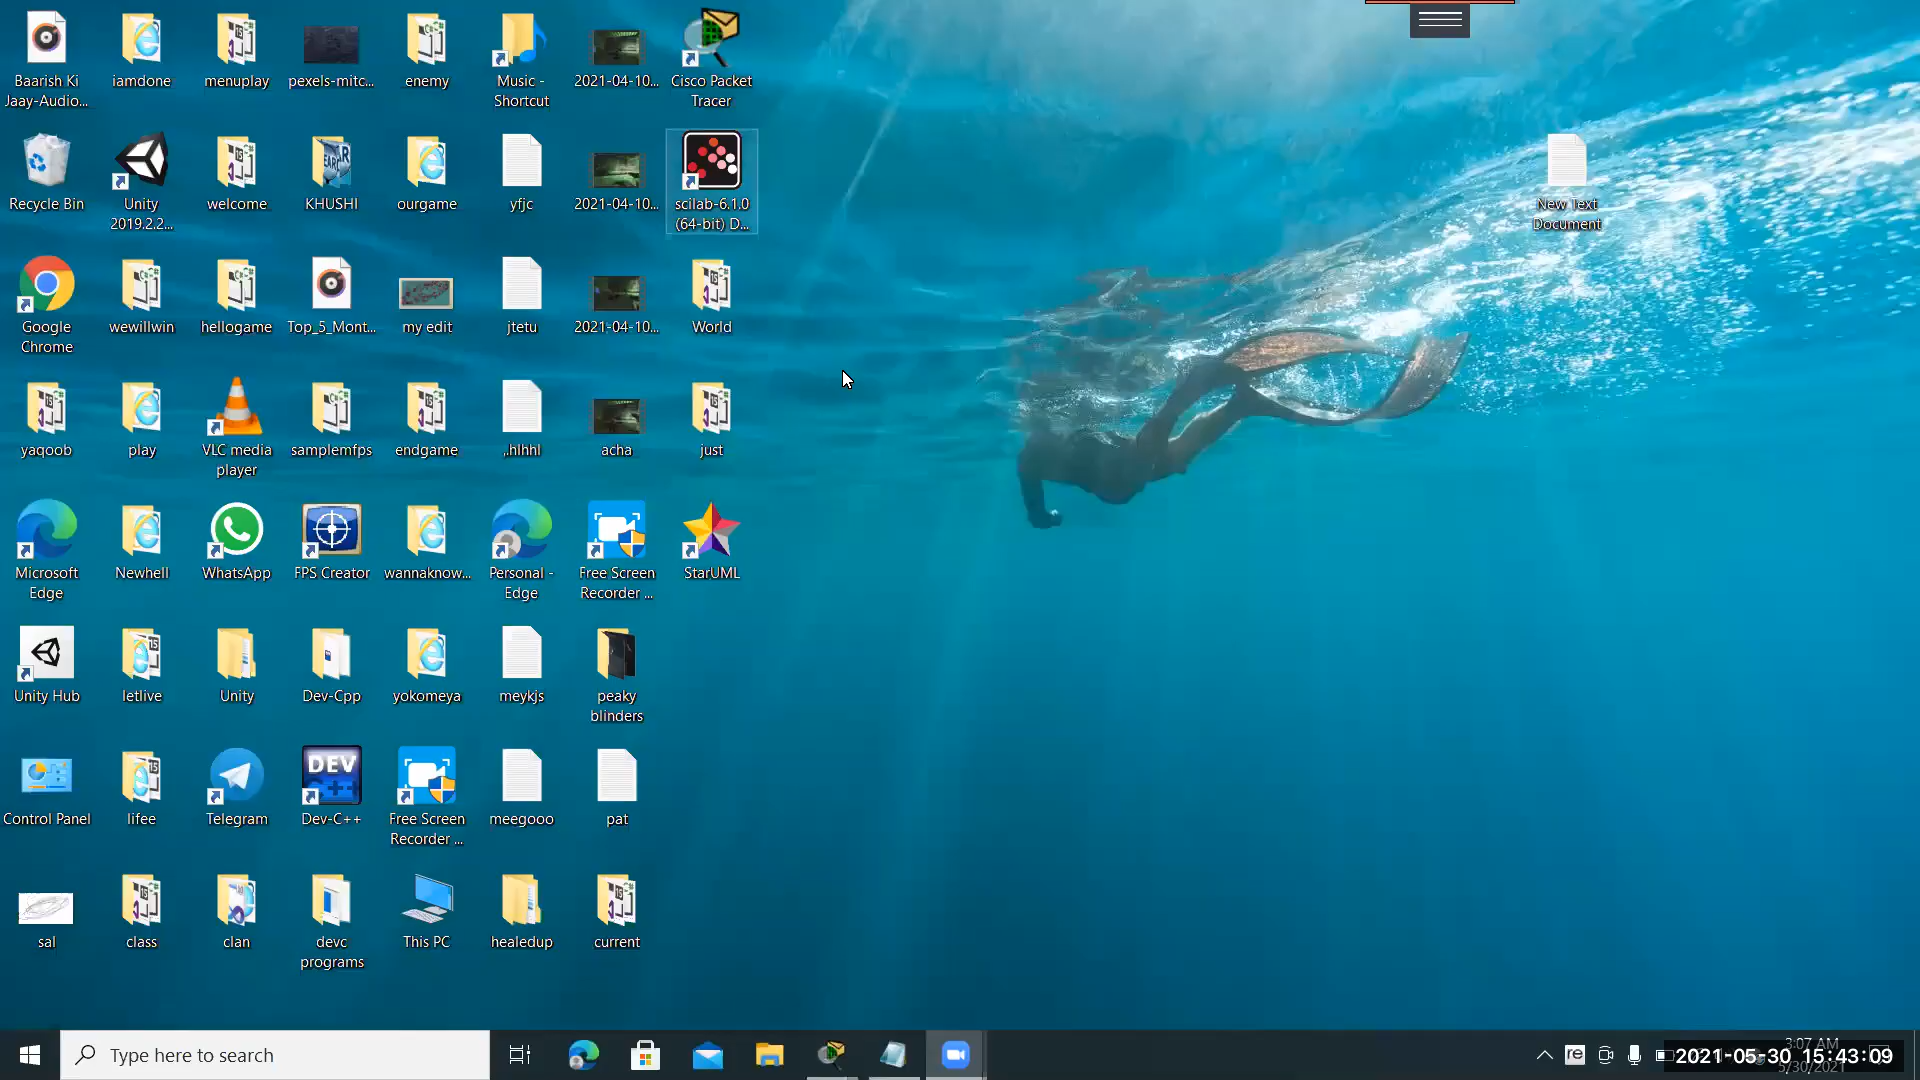 Baarish Ki
Jaay-Audio...
iamdone
menuplay
pexels-mitc...
enemy
Music -
Shortcut
2021-04-10...
Cisco Packet
Tracer
Recycle Bin
Unity
2019.2.2...
welcome
KHUSHI
ourgame
yfjc
2021-04-10...
scilab-6.1.0
(64-bit) D...
New Text
Document
Google
Chrome
wewillwin
hellogame
Top_5_Mont...
my edit
jtetu
2021-04-10...
World
yaqoob
play
VLC media
player
samplemfps
endgame
,.hlhhl
acha
just
Microsoft
Edge
Newhell
WhatsApp
FPS Creator
wannaknow...
Personal -
Edge
Free Screen
Recorder ...
StarUML
Unity Hub
letlive
Unity
Dev-Cpp
yokomeya
meykjs
peaky
blinders
Control Panel
lifee
Telegram
DEV
C++
Dev-C++
Free Screen
Recorder ...
meegooo
pat
sal
class
clan
devc
programs
This PC
healedup
current
Type here to search
re
3:07 AM
2021-05-30 15:43:09
5/30/2021